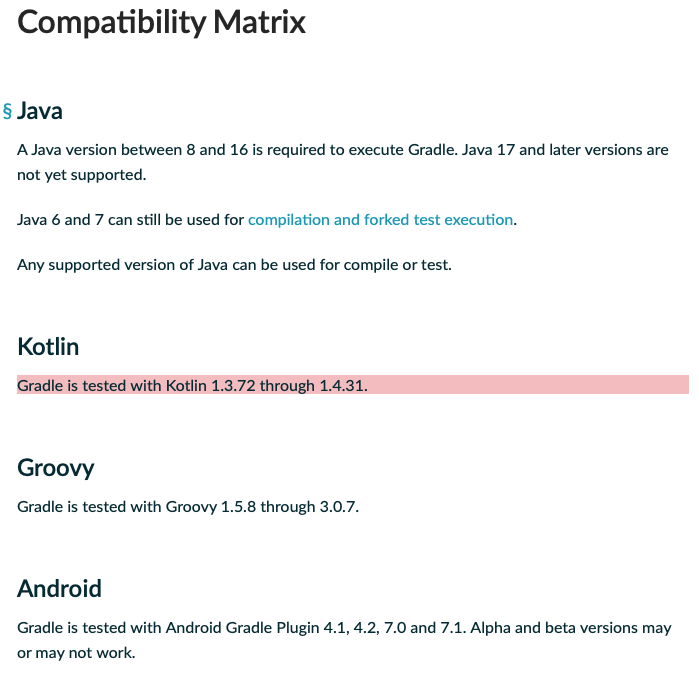 Compatibility Matrix
§ Java
A Java version between 8 and 16 is required to execute Gradle. Java 17 and later versions are
not yet supported.
Java 6 and 7 can still be used for compilation and forked test execution.
Any supported version of Java can be used for compile or test.
Kotlin
Gradle is tested with Kotlin 1.3.72 through 1.4.31.
Groovy
Gradle is tested with Groovy 1.5.8 through 3.0.7.
Android
Gradle is tested with Android Gradle Plugin 4.1, 4.2, 7.0 and 7.1. Alpha and beta versions may
or may not work.